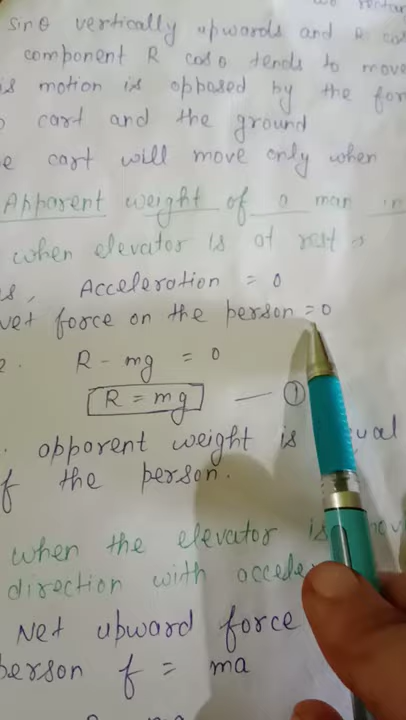 sinθ vertically upwards and R cos
component R cosθ tends to move
is motion is opposed by the for
cart and the ground
cart will move only when
Apparent weight of a man in
when elevator is at rest →
Acceleration = 0
net force on the person = 0
R - mg = 0
R = mg — ①
apparent weight is
the person.
when the elevator is
direction with accele
Net upward force
person f = ma